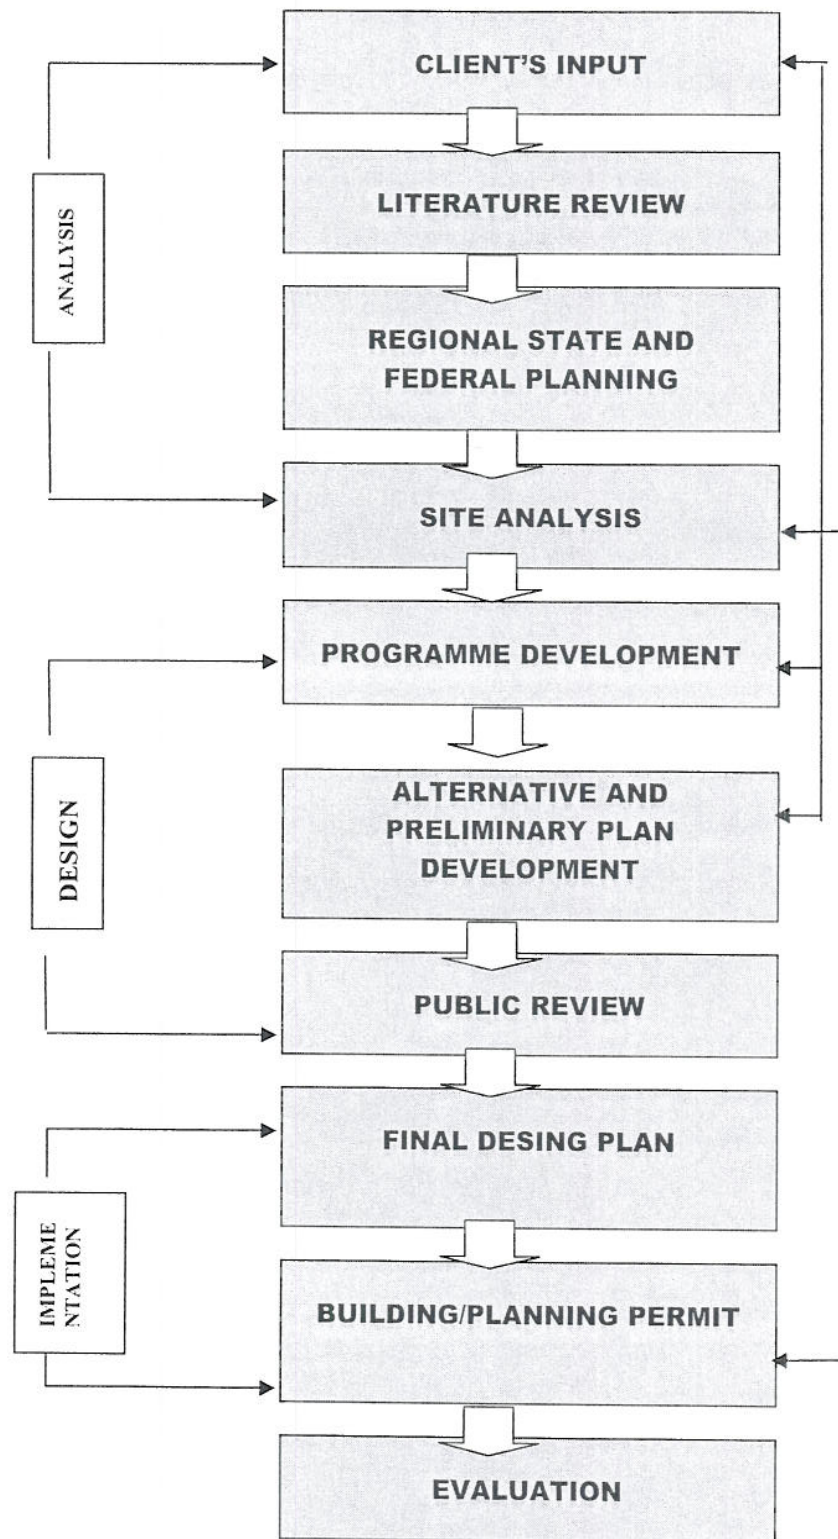 CLIENT'S INPUT
LITERATURE REVIEW
ANALYSIS
REGIONAL STATE AND
FEDERAL PLANNING
SITE ANALYSIS
PROGRAMME DEVELOPMENT
DESIGN
ALTERNATIVE AND
PRELIMINARY PLAN
DEVELOPMENT
PUBLIC REVIEW
FINAL DESING PLAN
IMPLEME
NTATION
BUILDING/PLANNING PERMIT
EVALUATION